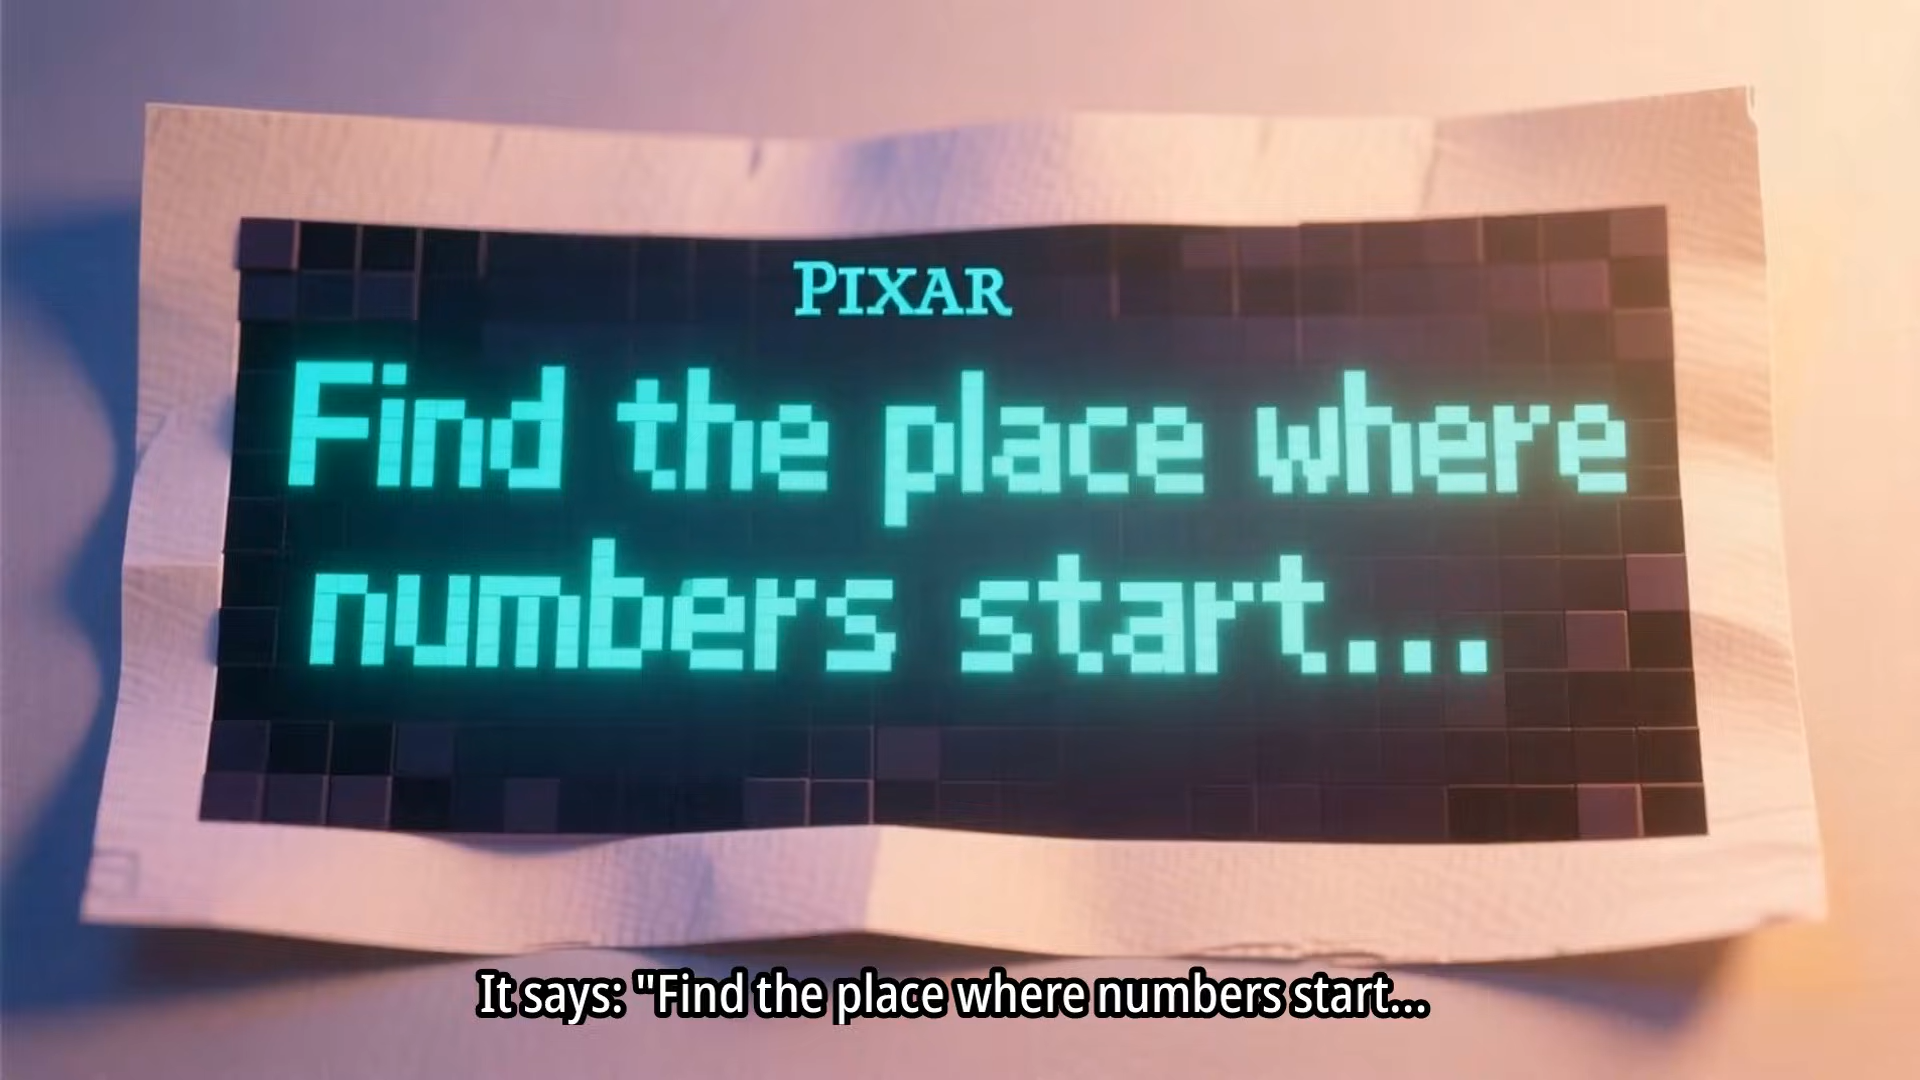 PIXAR
Find the place where
numbers start...
It says: "Find the place where numbers start...